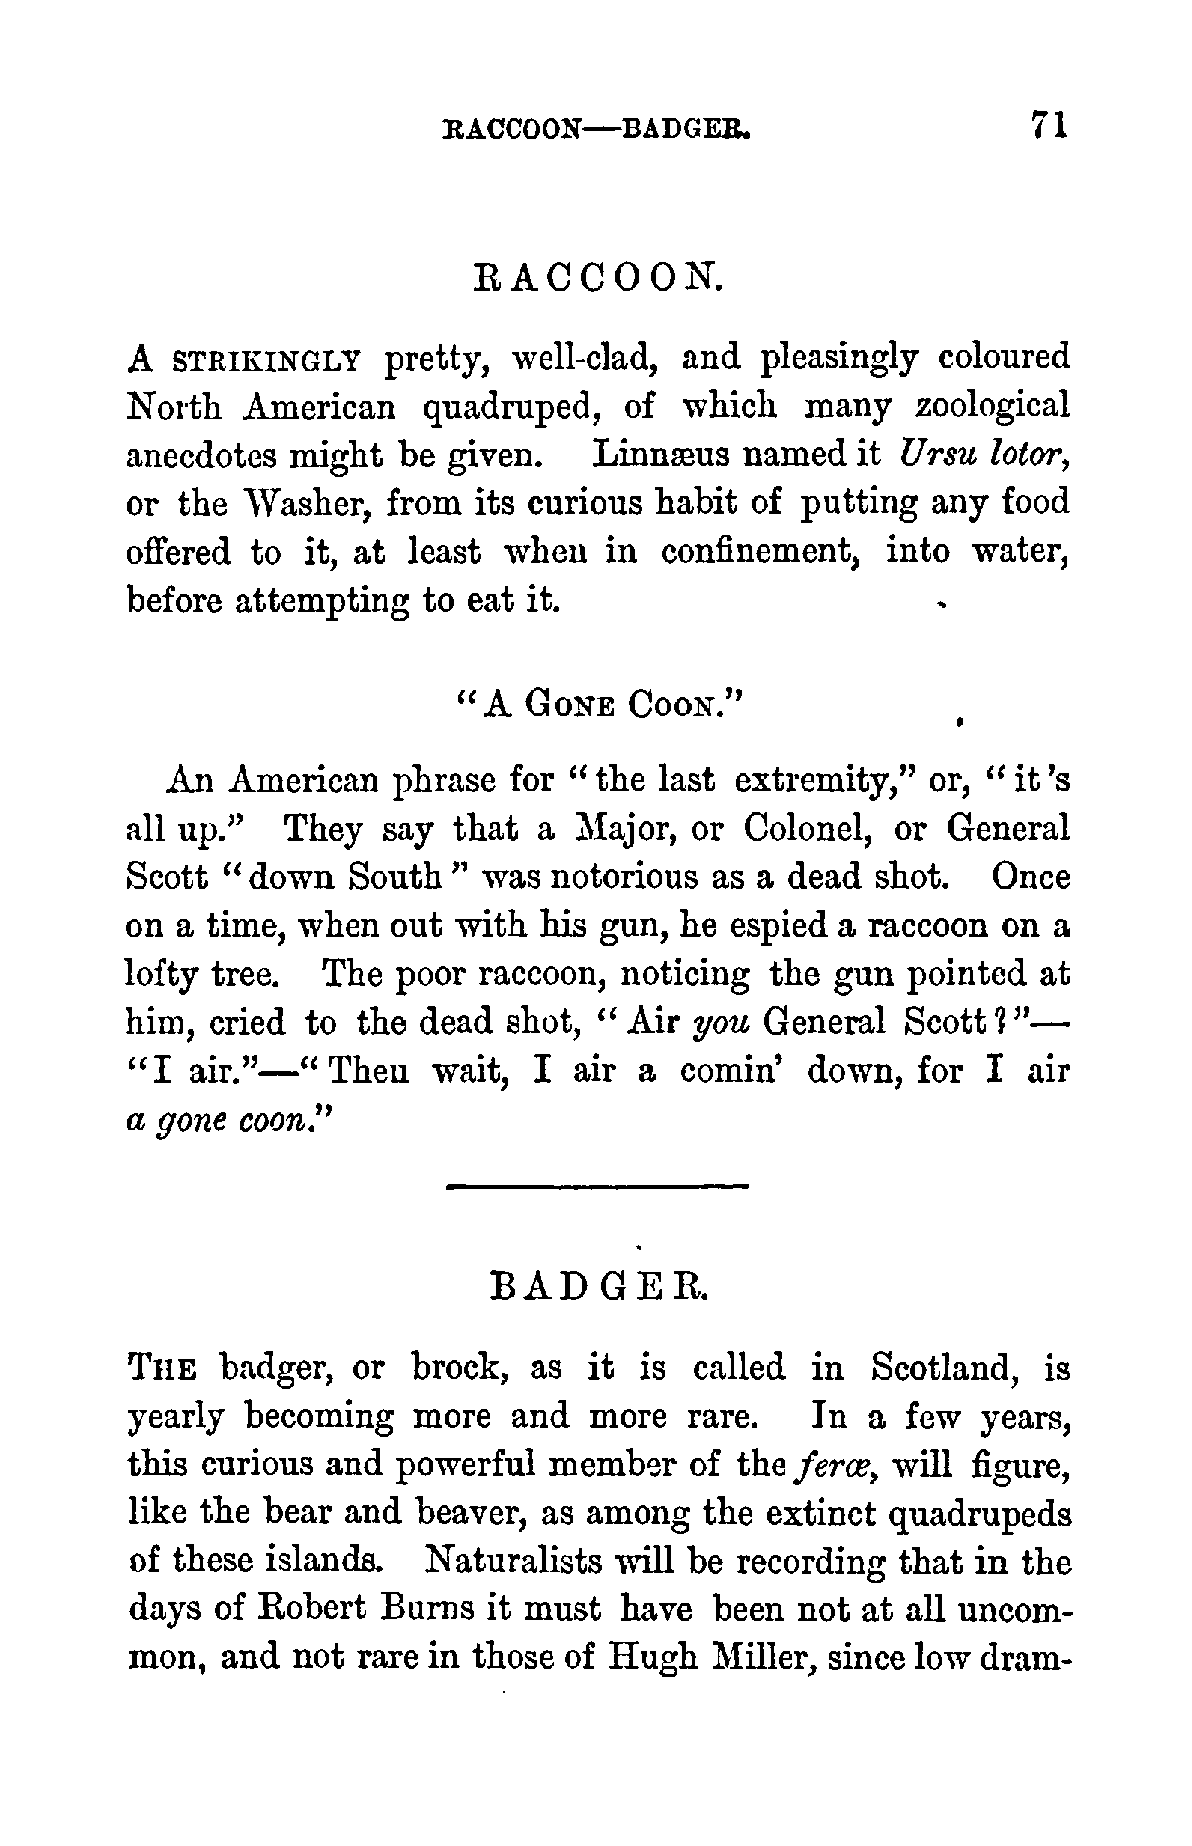 RACCOON—BADGER. 71
RACCOON.
A STRIKINGLY pretty, well-clad, and pleasingly coloured
North American quadruped, of which many zoological
anecdotes might be given. Linnæus named it Ursu lotor,
or the Washer, from its curious habit of putting any food
offered to it, at least when in confinement, into water,
before attempting to eat it.
"A GONE COON."
An American phrase for "the last extremity," or, "it 's
all up." They say that a Major, or Colonel, or General
Scott "down South" was notorious as a dead shot. Once
on a time, when out with his gun, he espied a raccoon on a
lofty tree. The poor raccoon, noticing the gun pointed at
him, cried to the dead shot, "Air you General Scott?"—
"I air."—"Then wait, I air a comin' down, for I air
a gone coon."
BADGER.
THE badger, or brock, as it is called in Scotland, is
yearly becoming more and more rare. In a few years,
this curious and powerful member of the feræ, will figure,
like the bear and beaver, as among the extinct quadrupeds
of these islands. Naturalists will be recording that in the
days of Robert Burns it must have been not at all uncom-
mon, and not rare in those of Hugh Miller, since low dram-